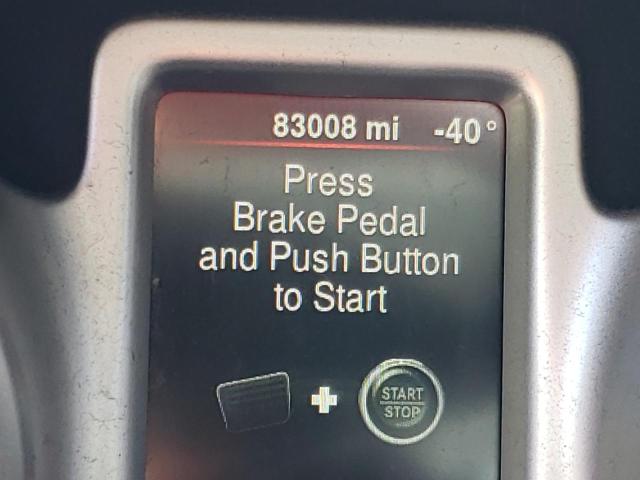 83008 mi -40°
Press
Brake Pedal
and Push Button
to Start
START
STOP